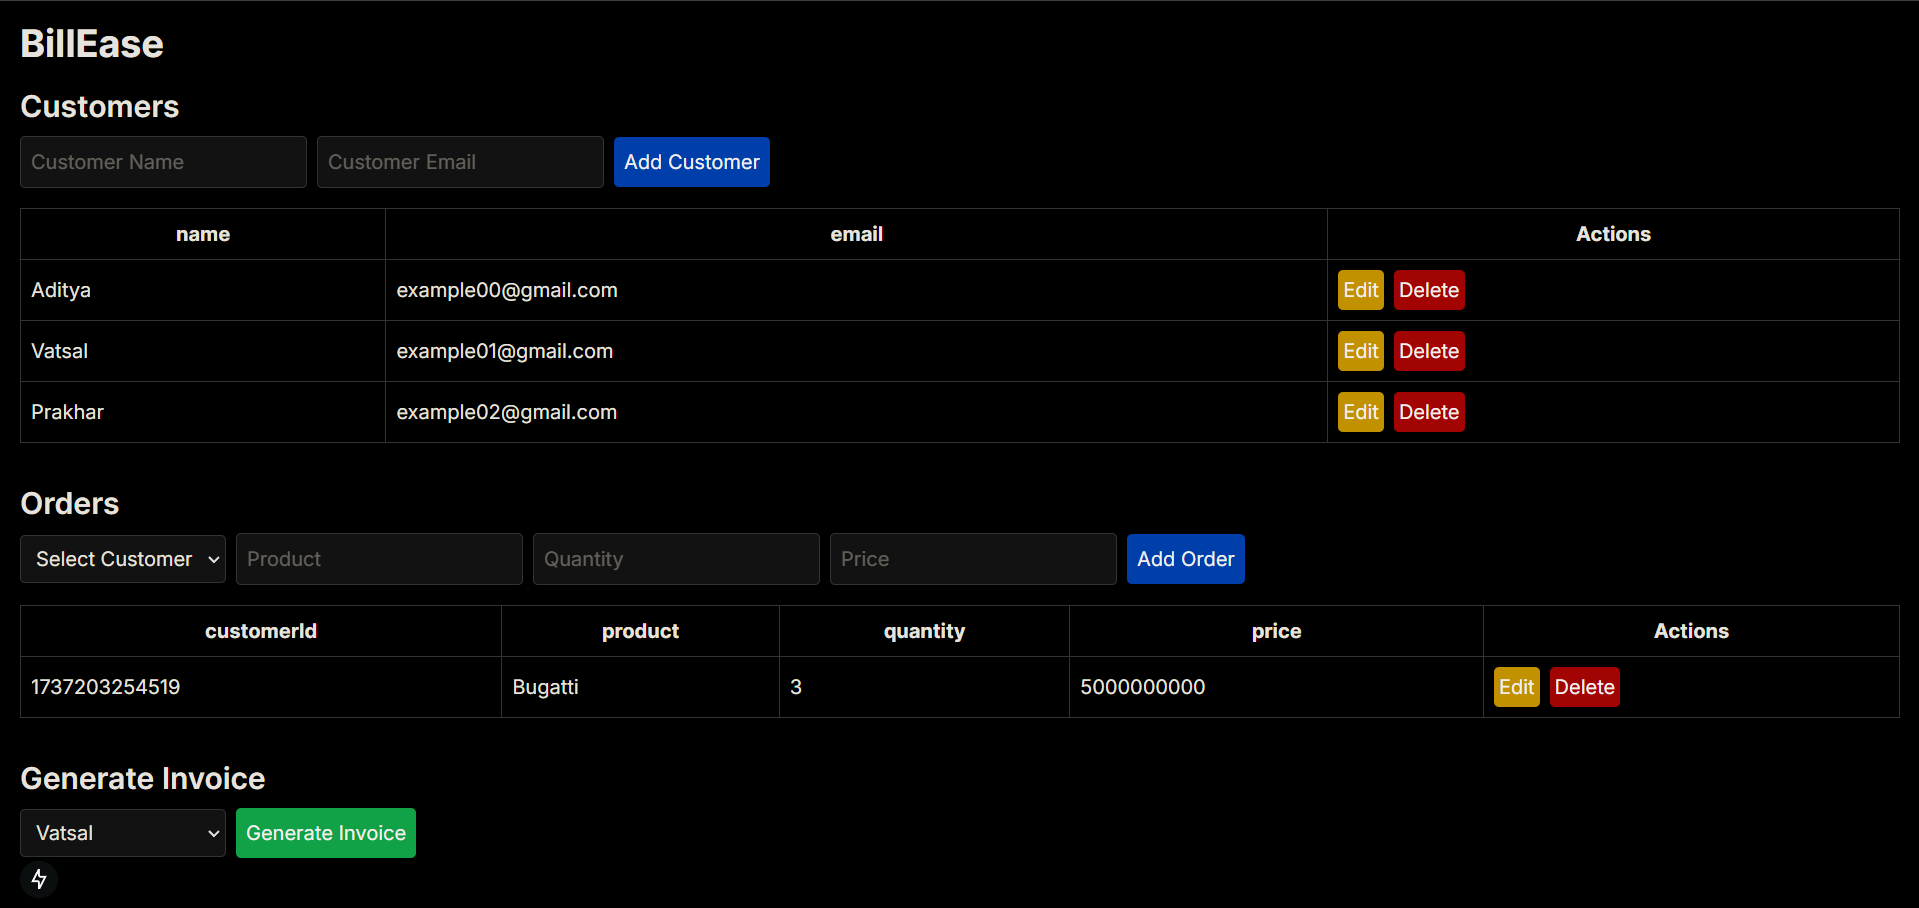 BillEase
Customers
Customer Name Customer Email Add Customer
name email Actions
Aditya example00@gmail.com Edit Delete
Vatsal example01@gmail.com Edit Delete
Prakhar example02@gmail.com Edit Delete
Orders
Select Customer Product Quantity Price Add Order
customerId product quantity price Actions
1737203254519 Bugatti 3 5000000000 Edit Delete
Generate Invoice
Vatsal Generate Invoice